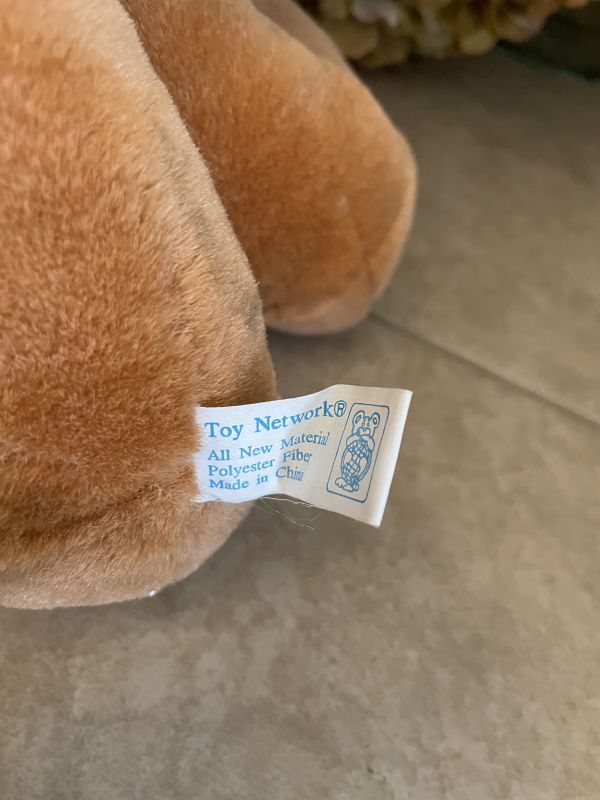 Toy Network®
All New Material
Polyester Fiber
Made in China